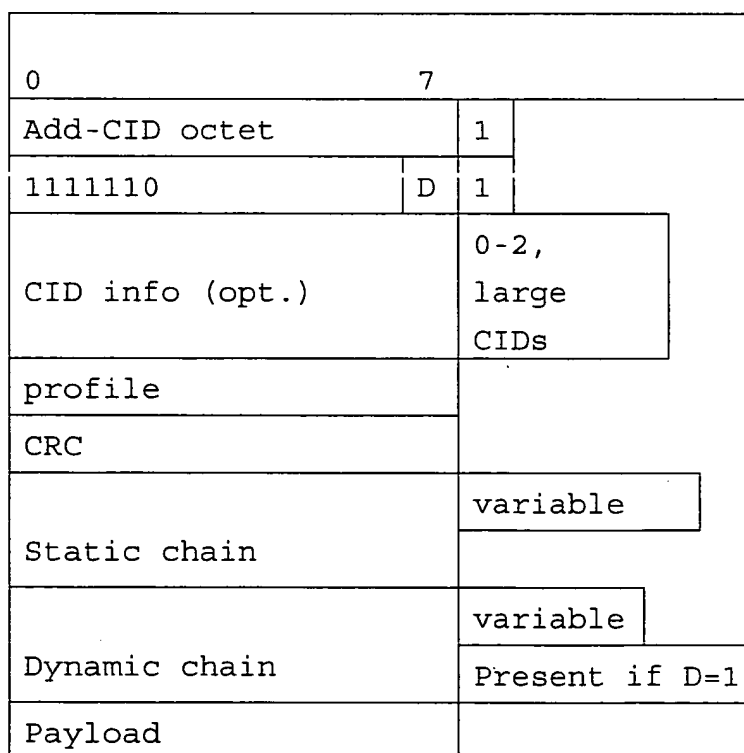 0 7
Add-CID octet 1
1111110 D 1
CID info (opt.) 0-2,
large
CIDs
profile
CRC
variable
Static chain
variable
Dynamic chain Present if D=1
Payload